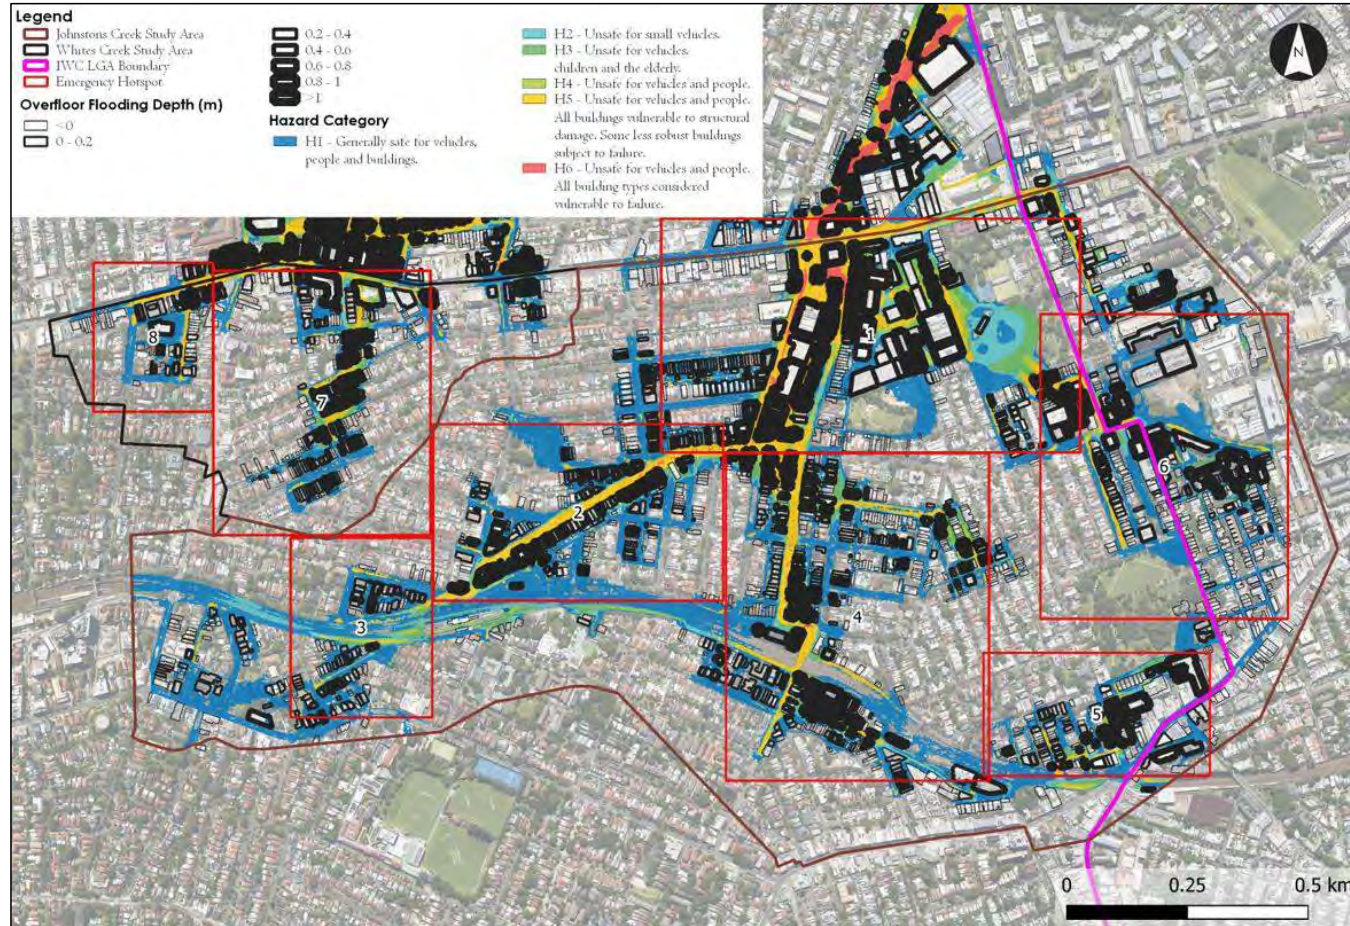 Legend
Johnstons Creek Study Area
Whites Creek Study Area
IWC LGA Boundary
Emergency Hotspot
Overfloor Flooding Depth (m)
<0
0 - 0.2
0.2 - 0.4
0.4 - 0.6
0.6 - 0.8
0.8 - 1
>1
Hazard Category
H1 - Generally safe for vehicles,
people and buildings.
H2 - Unsafe for small vehicles.
H3 - Unsafe for vehicles,
children and the elderly.
H4 - Unsafe for vehicles and people.
H5 - Unsafe for vehicles and people.
All buildings vulnerable to structural
damage. Some less robust buildings
subject to failure.
H6 - Unsafe for vehicles and people.
All building types considered
vulnerable to failure.
N
8
1
7
2
6
3
4
5
0 0.25 0.5 km